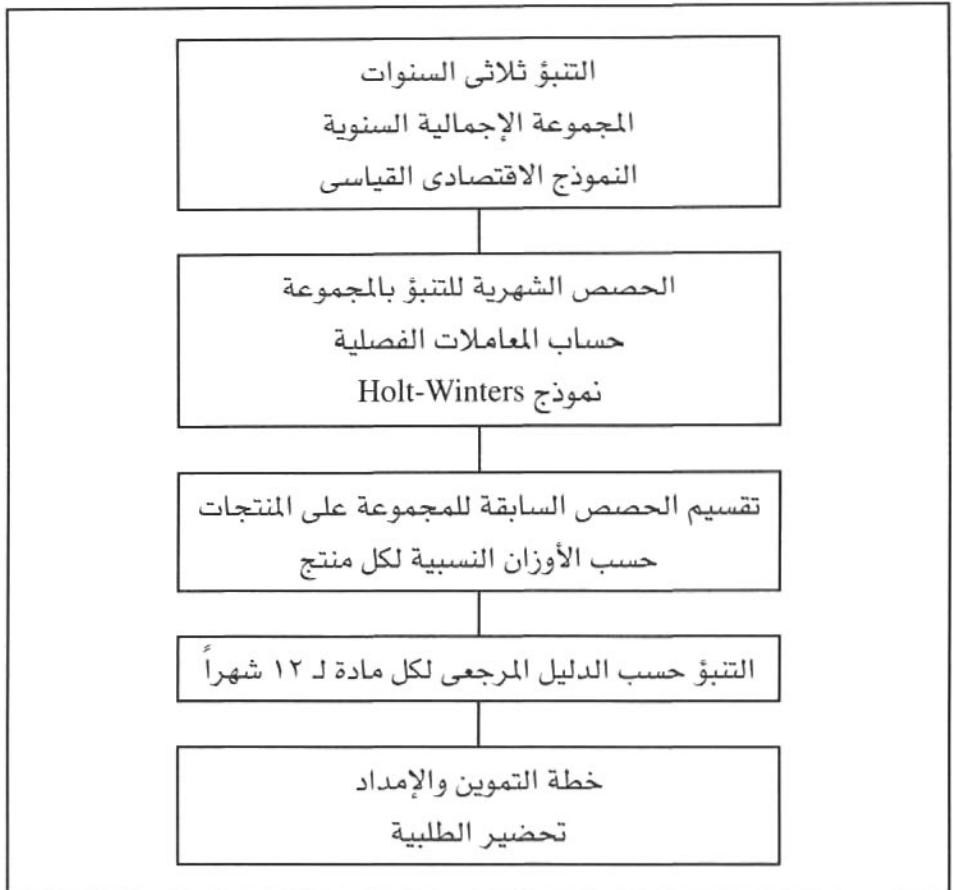 التنبؤ ثلاثى السنوات
المجموعة الإجمالية السنوية
النموذج الاقتصادى القياسى
الحصص الشهرية للتنبؤ بالمجموعة
حساب المعاملات الفصلية
نموذج Holt-Winters
تقسيم الحصص السابقة للمجموعة على المنتجات
حسب الأوزان النسبية لكل منتج
التنبؤ حسب الدليل المرجعى لكل مادة لـ ١٢ شهراً
خطة التموين والإمداد
تحضير الطلبية